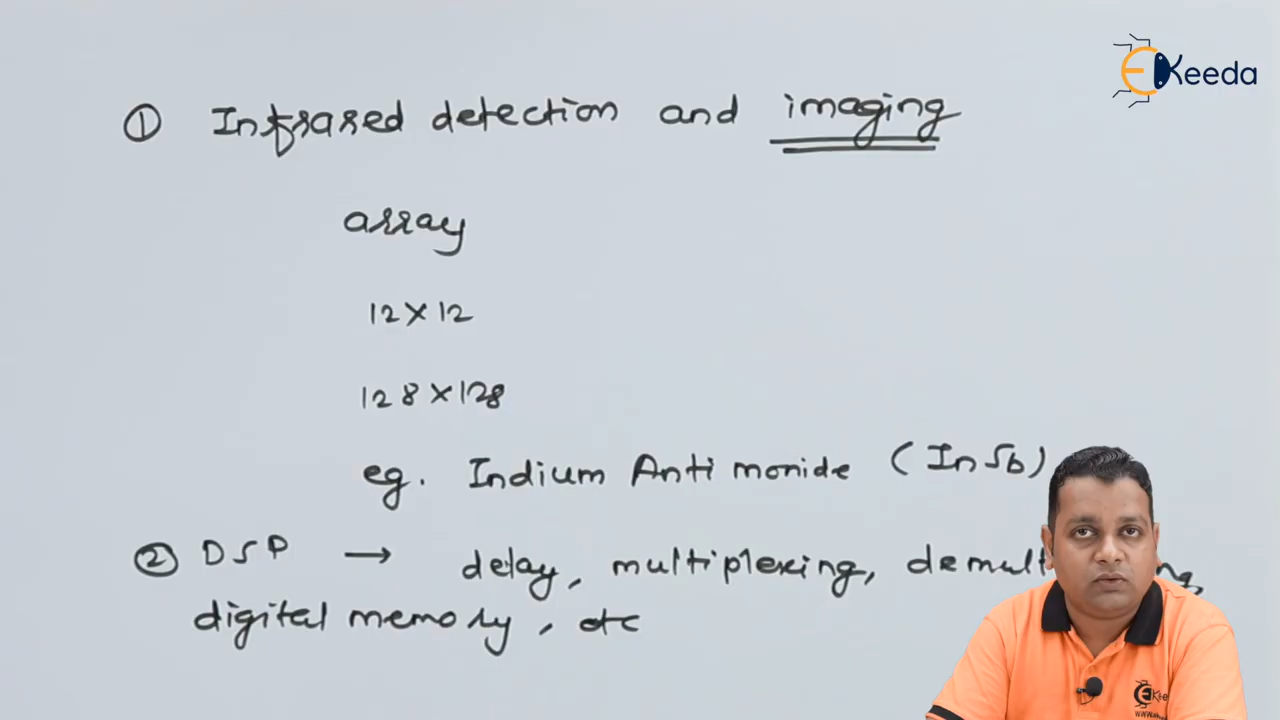 EKeeda
① Infrared detection and imaging
array
12 × 12
128 × 128
eg. Indium Antimonide (InSb)
② DSP → delay, multiplexing,
digital memory, etc